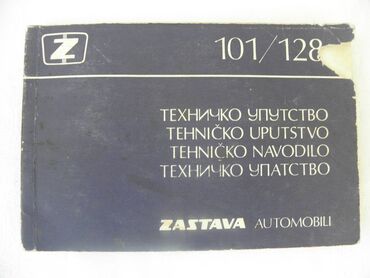 Z
101/128
ТЕХНИЧКО УПУТСТВО
TEHNIČKO UPUTSTVO
TEHNIČKO NAVODILO
ТЕХНИЧКО УПАТСТВО
ZASTAVA AUTOMOBILI